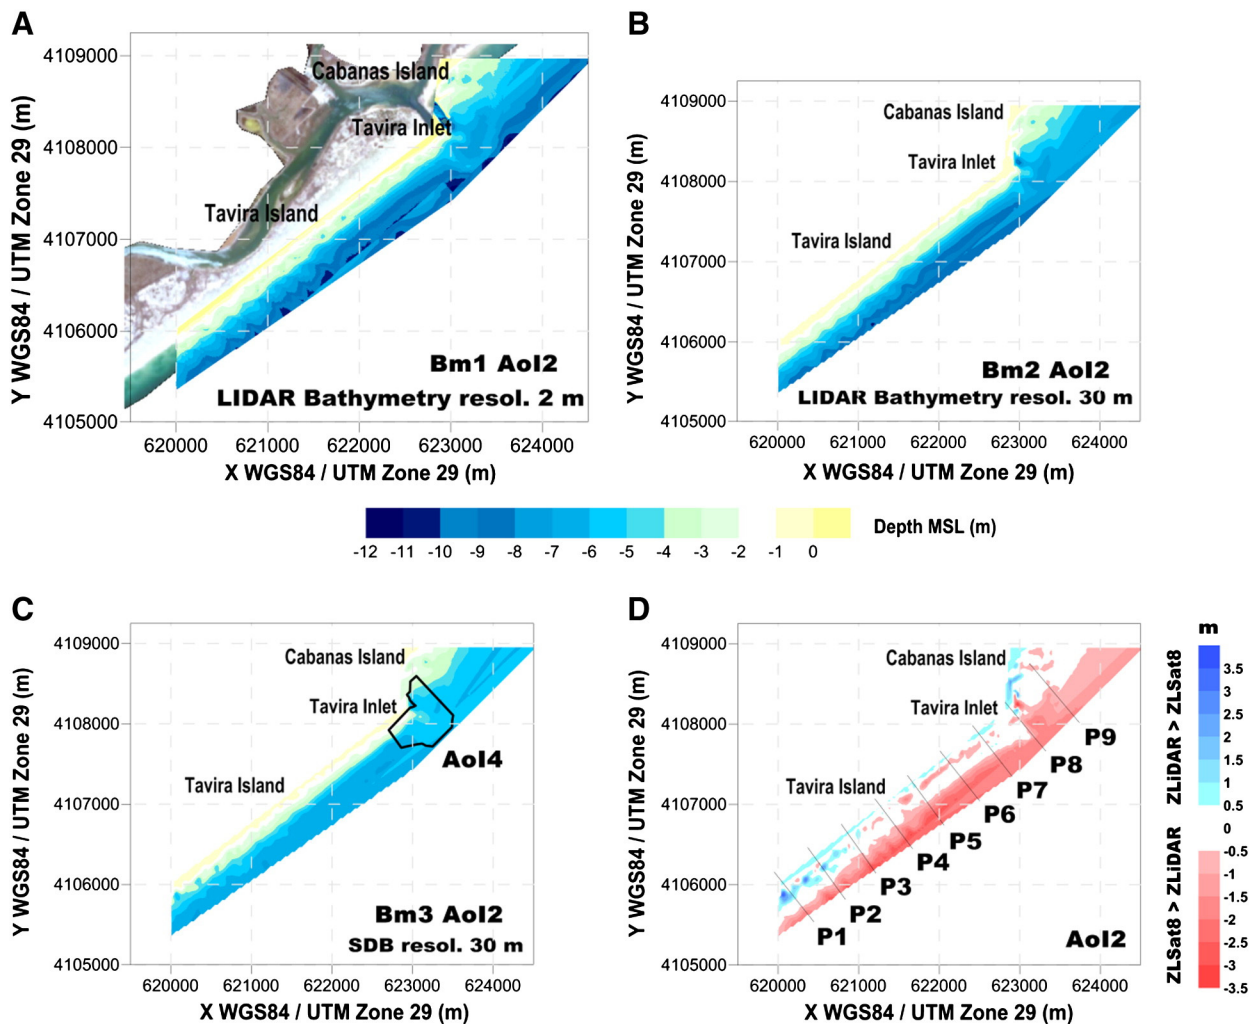 A
4109000
4108000
4107000
4106000
4105000
Y WGS84 / UTM Zone 29 (m)
Cabanas Island
Tavira Inlet
Tavira Island
Bm1 AoI2
LIDAR Bathymetry resol. 2 m
620000 621000 622000 623000 624000
X WGS84 / UTM Zone 29 (m)
B
4109000
4108000
4107000
4106000
4105000
Y WGS84 / UTM Zone 29 (m)
Cabanas Island
Tavira Inlet
Tavira Island
Bm2 AoI2
LIDAR Bathymetry resol. 30 m
620000 621000 622000 623000 624000
X WGS84 / UTM Zone 29 (m)
Depth MSL (m)
-12 -11 -10 -9 -8 -7 -6 -5 -4 -3 -2 -1 0
C
4109000
4108000
4107000
4106000
4105000
Y WGS84 / UTM Zone 29 (m)
Cabanas Island
Tavira Inlet
AoI4
Tavira Island
Bm3 AoI2
SDB resol. 30 m
620000 621000 622000 623000 624000
X WGS84 / UTM Zone 29 (m)
D
4109000
4108000
4107000
4106000
4105000
Y WGS84 / UTM Zone 29 (m)
Cabanas Island
Tavira Inlet
Tavira Island
P9
P8
P7
P6
P5
P4
P3
P2
P1
AoI2
620000 621000 622000 623000 624000
X WGS84 / UTM Zone 29 (m)
m
3.5
3
2.5
2
1.5
1
0.5
0
-0.5
-1
-1.5
-2
-2.5
-3
-3.5
ZLiDAR > ZLSat8
ZLSat8 > ZLiDAR